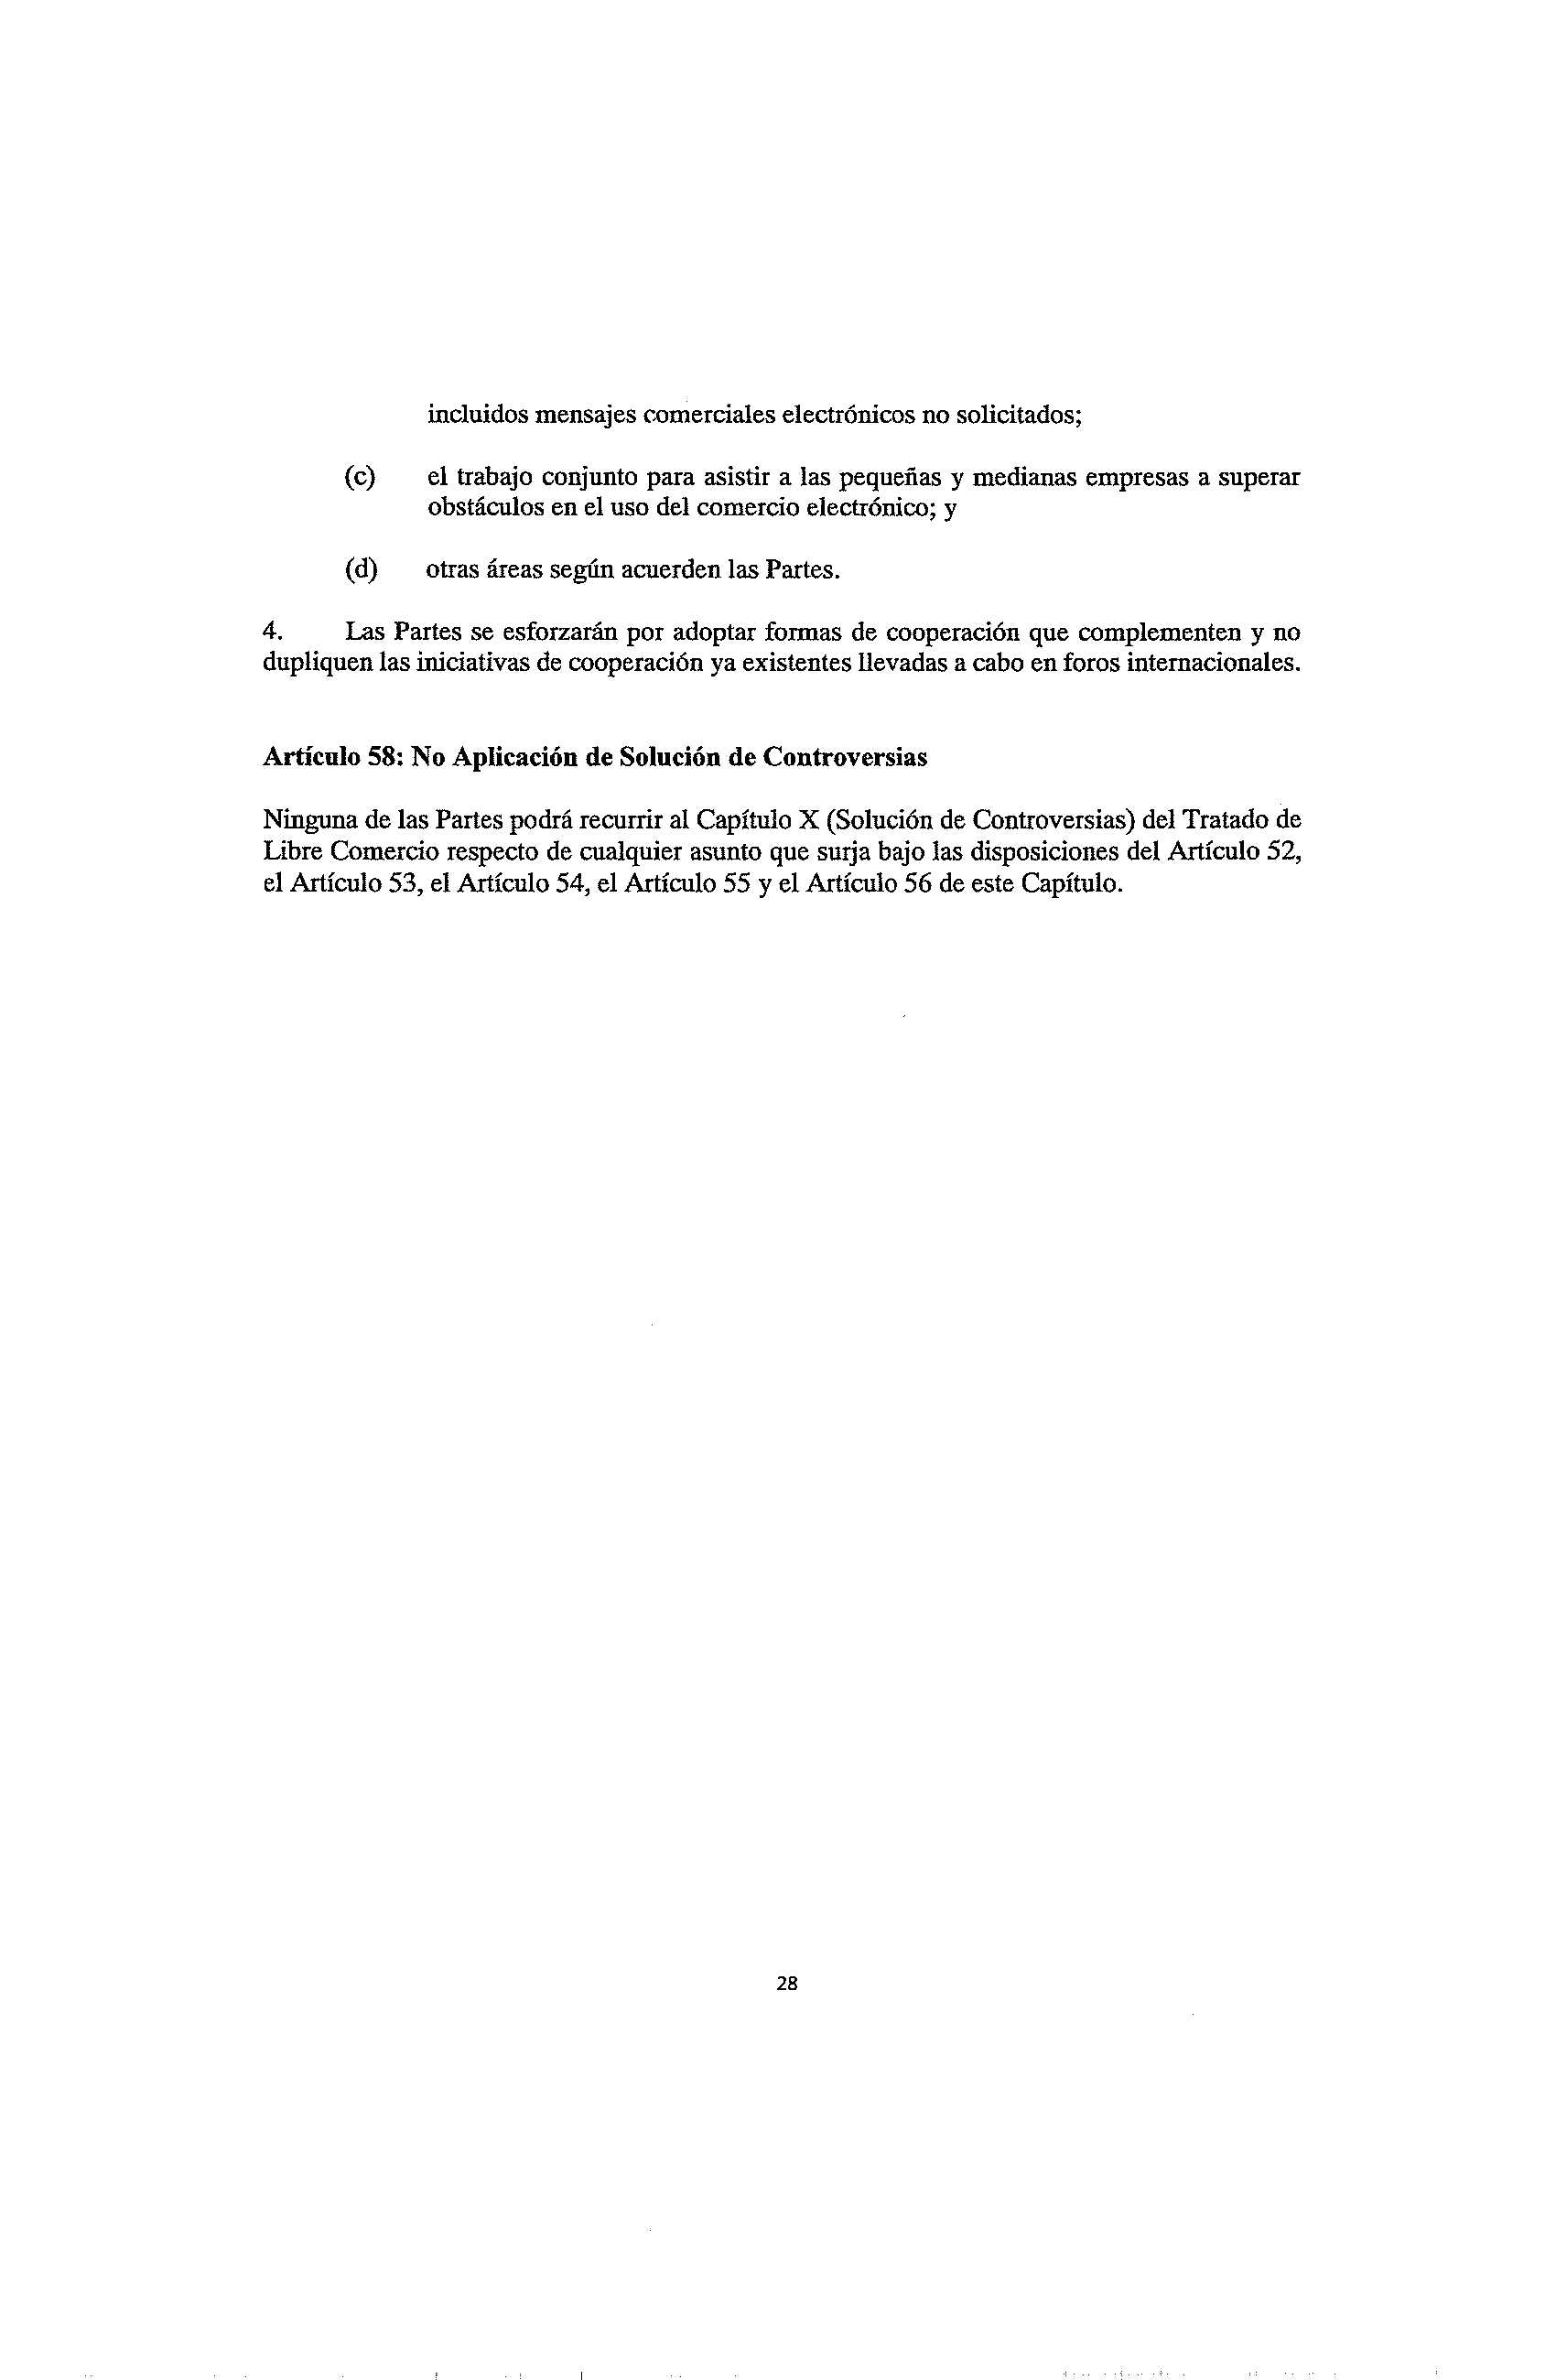 incluidos mensajes comerciales electrónicos no solicitados;
(c) el trabajo conjunto para asistir a las pequeñas y medianas empresas a superar
obstáculos en el uso del comercio electrónico; y
(d) otras áreas según acuerden las Partes.
4. Las Partes se esforzarán por adoptar formas de cooperación que complementen y no
dupliquen las iniciativas de cooperación ya existentes llevadas a cabo en foros internacionales.
Artículo 58: No Aplicación de Solución de Controversias
Ninguna de las Partes podrá recurrir al Capítulo X (Solución de Controversias) del Tratado de
Libre Comercio respecto de cualquier asunto que surja bajo las disposiciones del Artículo 52,
el Artículo 53, el Artículo 54, el Artículo 55 y el Artículo 56 de este Capítulo.
28